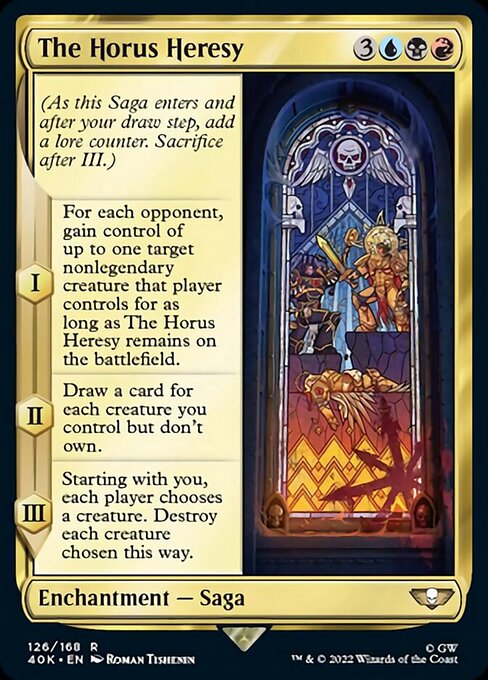 The Horus Heresy 3
(As this Saga enters and
after your draw step, add
a lore counter. Sacrifice
after III.)
I
For each opponent,
gain control of
up to one target
nonlegendary
creature that player
controls for as
long as The Horus
Heresy remains on
the battlefield.
II
Draw a card for
each creature you
control but don't
own.
III
Starting with you,
each player chooses
a creature. Destroy
each creature
chosen this way.
Enchantment — Saga
126/168 R
40K • EN Roman Tishenin
© GW
™ & © 2022 Wizards of the Coast